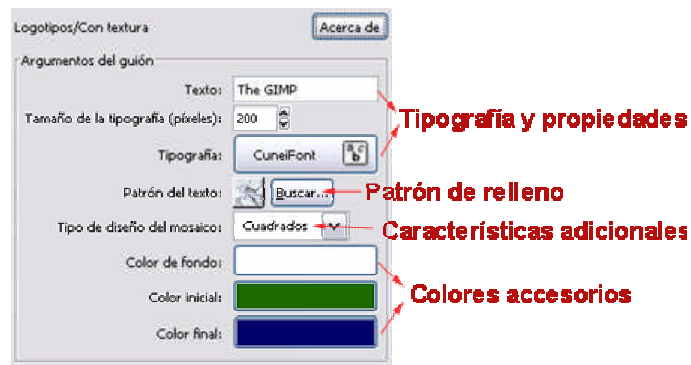 Logotipos/Con textura
Acerca de
Argumentos del guión
Texto: The GIMP
Tamaño de la tipografía (píxeles): 200
Tipografía y propiedades
Tipografía: CuneiFont
Patrón del texto: Buscar...
Patrón de relleno
Tipo de diseño del mosaico: Cuadrados
Características adicionales
Color de fondo:
Color inicial:
Colores accesorios
Color final: